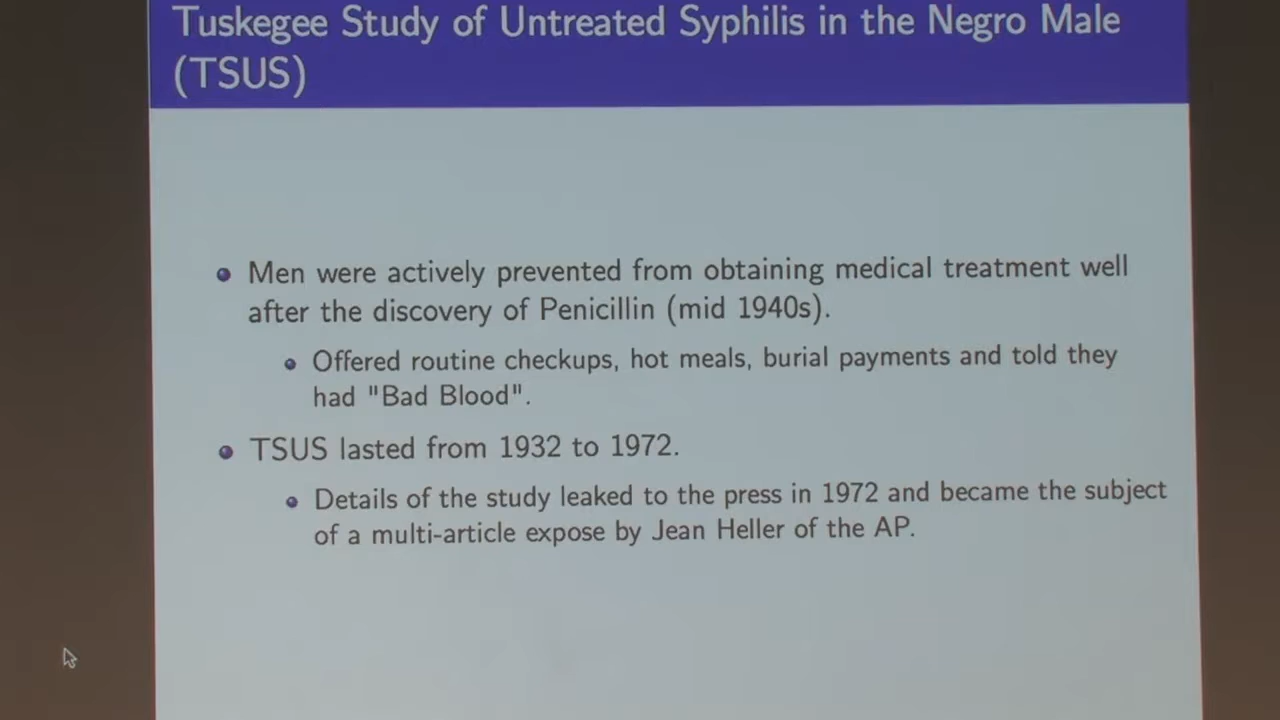 Tuskegee Study of Untreated Syphilis in the Negro Male
(TSUS)
Men were actively prevented from obtaining medical treatment well
after the discovery of Penicillin (mid 1940s).
Offered routine checkups, hot meals, burial payments and told they
had "Bad Blood".
TSUS lasted from 1932 to 1972.
Details of the study leaked to the press in 1972 and became the subject
of a multi-article expose by Jean Heller of the AP.